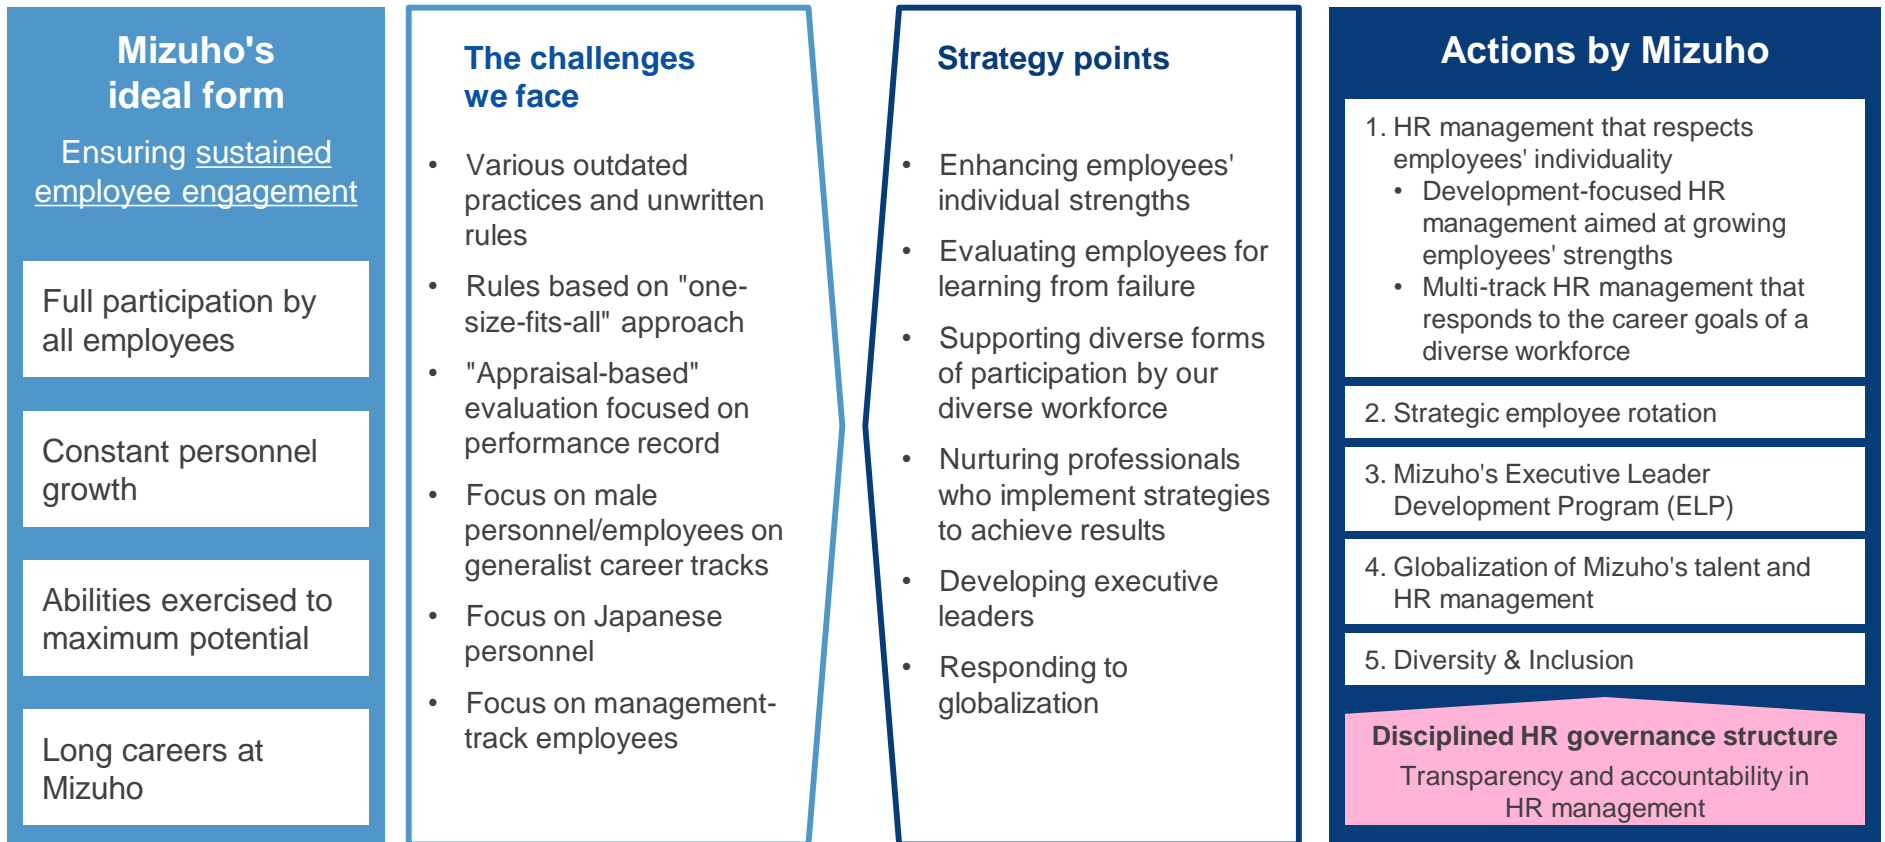 Mizuho's
ideal form
Ensuring sustained
employee engagement
Full participation by
all employees
Constant personnel
growth
Abilities exercised to
maximum potential
Long careers at
Mizuho
The challenges
we face
• Various outdated
practices and unwritten
rules
• Rules based on "one-
size-fits-all" approach
• "Appraisal-based"
evaluation focused on
performance record
• Focus on male
personnel/employees on
generalist career tracks
• Focus on Japanese
personnel
• Focus on management-
track employees
Strategy points
• Enhancing employees'
individual strengths
• Evaluating employees for
learning from failure
• Supporting diverse forms
of participation by our
diverse workforce
• Nurturing professionals
who implement strategies
to achieve results
• Developing executive
leaders
• Responding to
globalization
Actions by Mizuho
1. HR management that respects
employees' individuality
• Development-focused HR
management aimed at growing
employees' strengths
• Multi-track HR management that
responds to the career goals of a
diverse workforce
2. Strategic employee rotation
3. Mizuho's Executive Leader
Development Program (ELP)
4. Globalization of Mizuho's talent and
HR management
5. Diversity & Inclusion
Disciplined HR governance structure
Transparency and accountability in
HR management